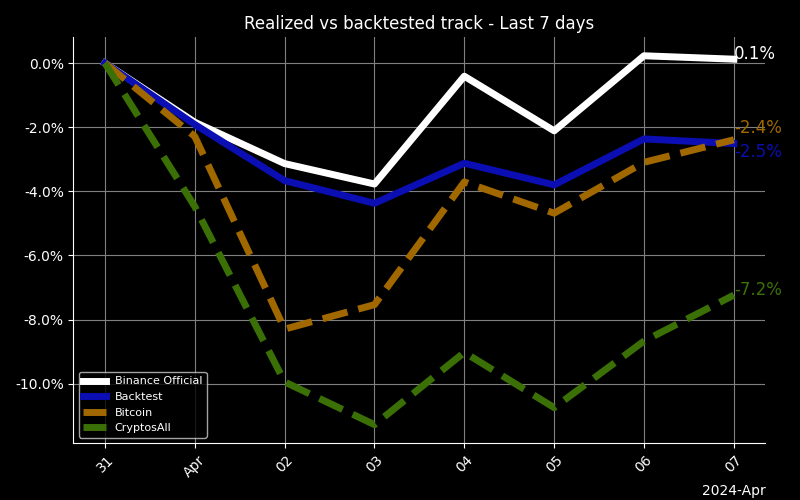 Realized vs backtested track - Last 7 days
0.0%
-2.0%
-4.0%
-6.0%
-8.0%
-10.0%
0.1%
-2.4%
-2.5%
-7.2%
Binance Official
Backtest
Bitcoin
CryptosAll
31
Apr
02
03
04
05
06
07
2024-Apr